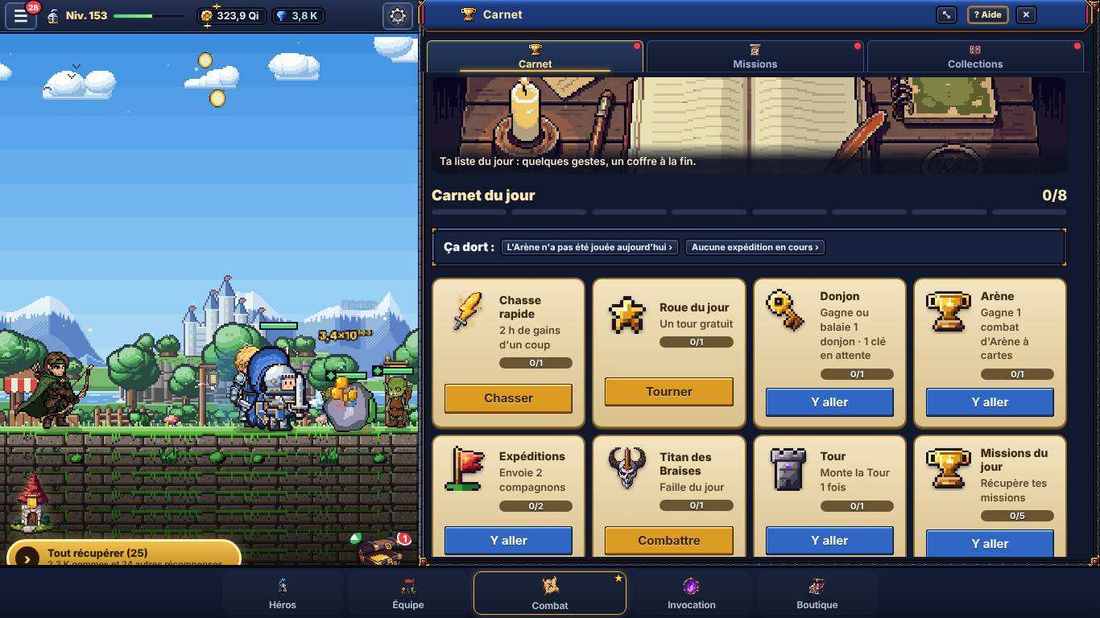 28
Niv. 153
323,9 Qi
3,8 K
Carnet
? Aide
Carnet
Missions
Collections
Ta liste du jour : quelques gestes, un coffre à la fin.
Carnet du jour
0/8
Ça dort :
L'Arène n'a pas été jouée aujourd'hui ›
Aucune expédition en cours ›
Chasse rapide
2 h de gains d'un coup
0/1
Chasser
Roue du jour
Un tour gratuit
0/1
Tourner
Donjon
Gagne ou balaie 1 donjon · 1 clé en attente
0/1
Y aller
Arène
Gagne 1 combat d'Arène à cartes
0/1
Y aller
Expéditions
Envoie 2 compagnons
0/2
Y aller
Titan des Braises
Faille du jour
0/1
Combattre
Tour
Monte la Tour 1 fois
0/1
Y aller
Missions du jour
Récupère tes missions
0/5
Y aller
Tout récupérer (25)
1
Héros
Équipe
Combat
Invocation
Boutique